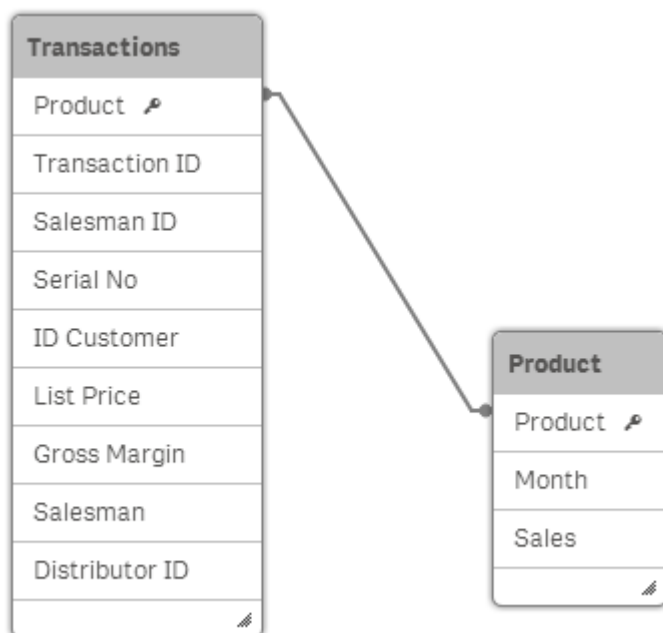 Transactions
Product
Transaction ID
Salesman ID
Serial No
ID Customer
List Price
Gross Margin
Salesman
Distributor ID
Product
Product
Month
Sales